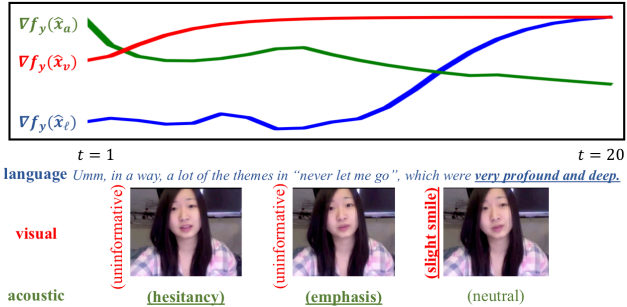 ∇f_y(x̂_a)
∇f_y(x̂_v)
∇f_y(x̂_ℓ)
t = 1 t = 20
language Umm, in a way, a lot of the themes in “never let me go”, which were very profound and deep.
visual (uninformative) (uninformative) (slight smile)
acoustic (hesitancy) (emphasis) (neutral)